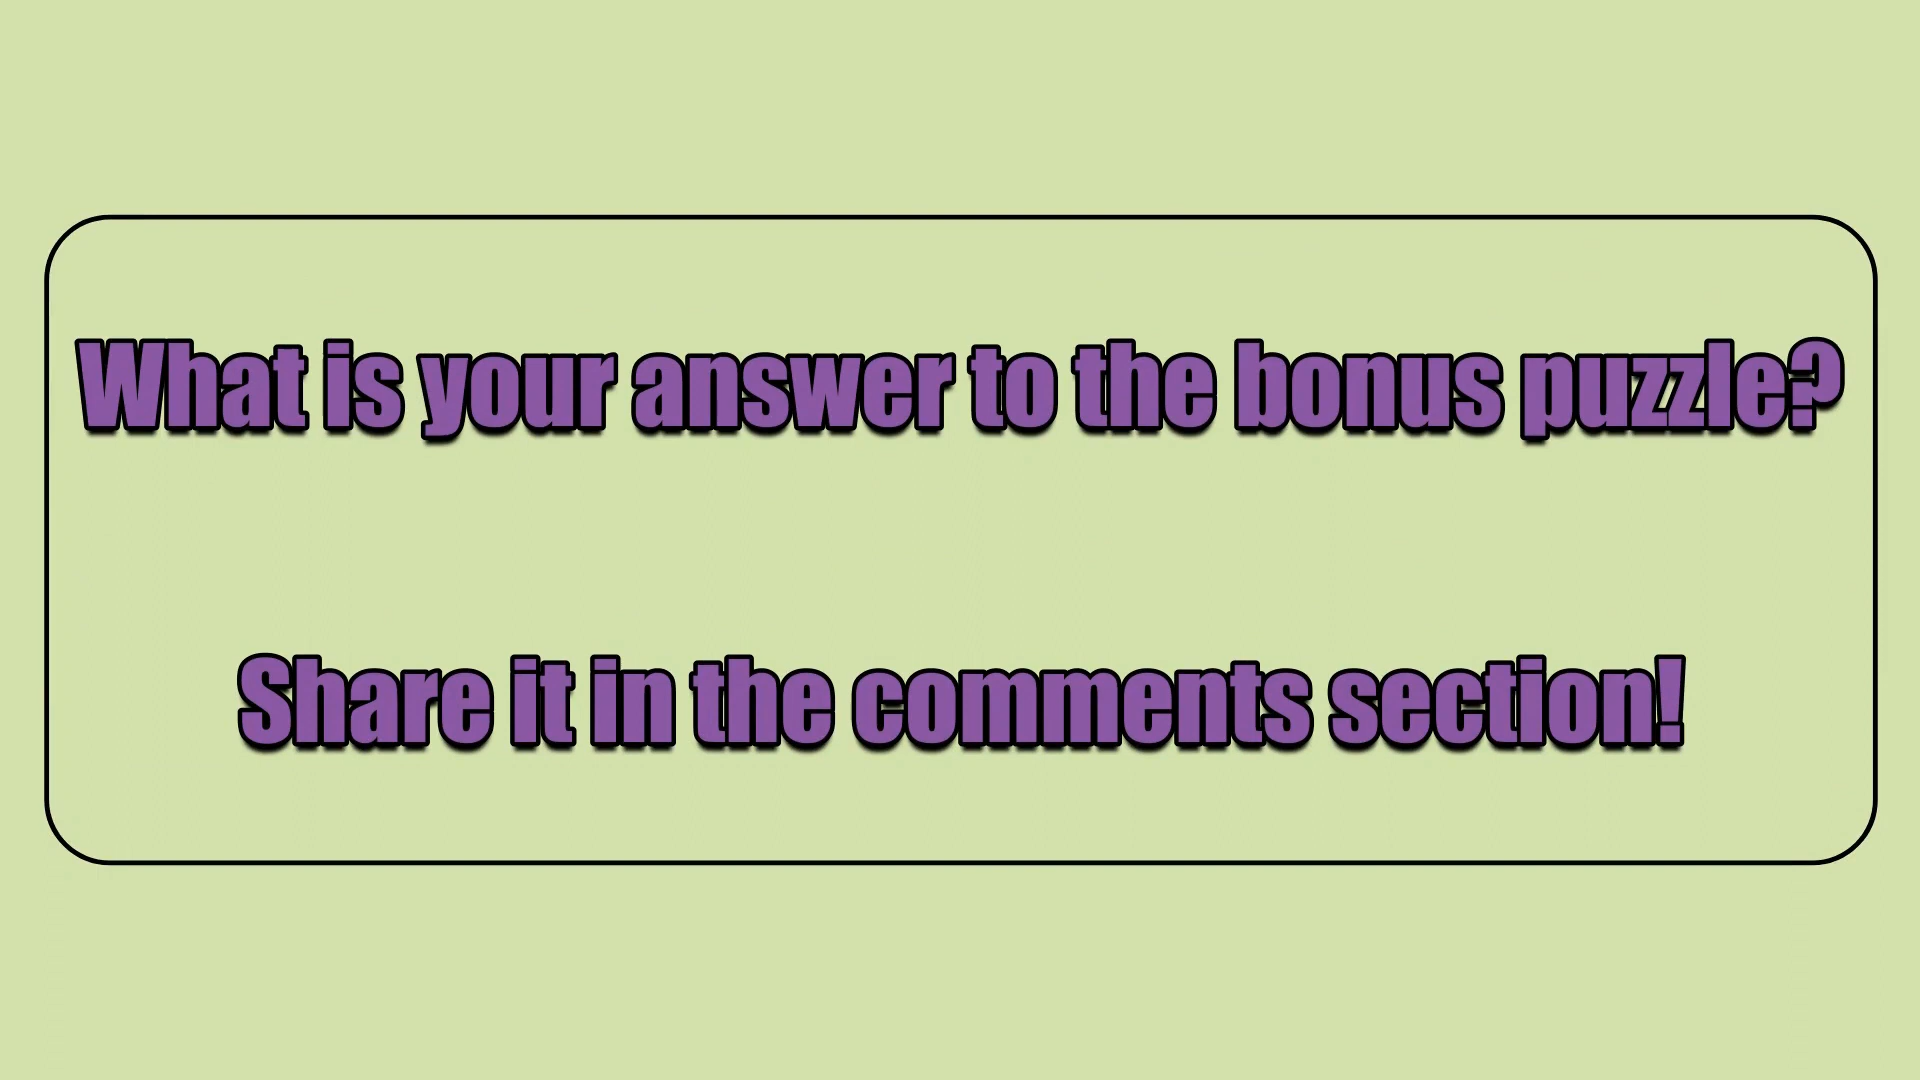 What is your answer to the bonus puzzle?
Share it in the comments section!